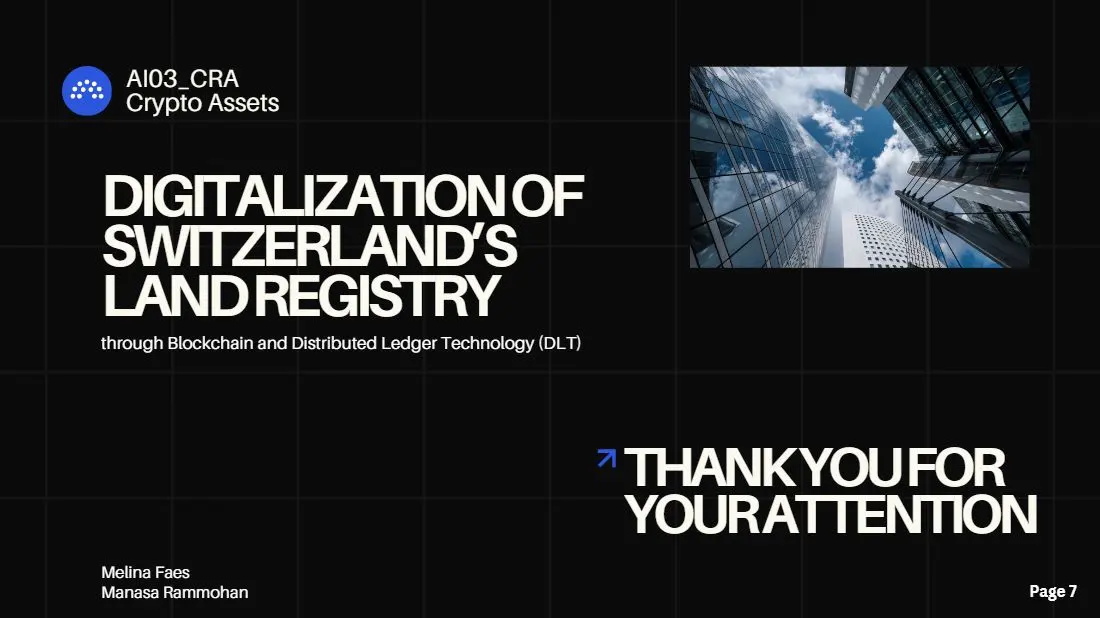 AI03_CRA
Crypto Assets
DIGITALIZATION OF
SWITZERLAND’S
LAND REGISTRY
through Blockchain and Distributed Ledger Technology (DLT)
THANK YOU FOR
YOUR ATTENTION
Melina Faes
Manasa Rammohan
Page 7